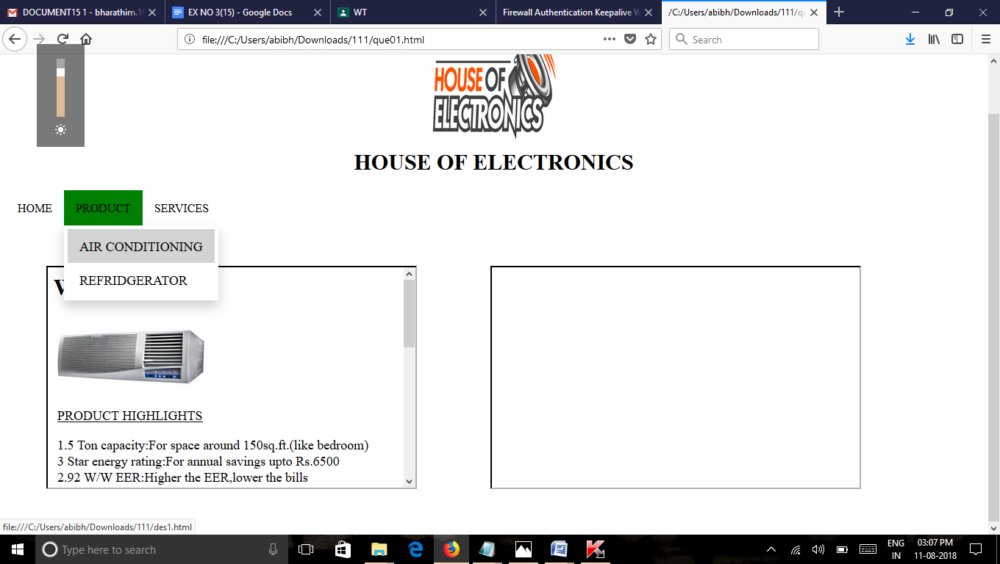 DOCUMENT15 1 - bharathim.1
EX NO 3(15) - Google Docs
WT
Firewall Authentication Keepalive
/C:/Users/abibh/Downloads/111/qu
file:///C:/Users/abibh/Downloads/111/que01.html
Search
HOUSE OF
ELECTRONICS
HOUSE OF ELECTRONICS
HOME PRODUCT SERVICES
AIR CONDITIONING
REFRIDGERATOR
PRODUCT HIGHLIGHTS
1.5 Ton capacity:For space around 150sq.ft.(like bedroom)
3 Star energy rating:For annual savings upto Rs.6500
2.92 W/W EER:Higher the EER,lower the bills
file:///C:/Users/abibh/Downloads/111/des1.html
Type here to search
ENG
IN
03:07 PM
11-08-2018